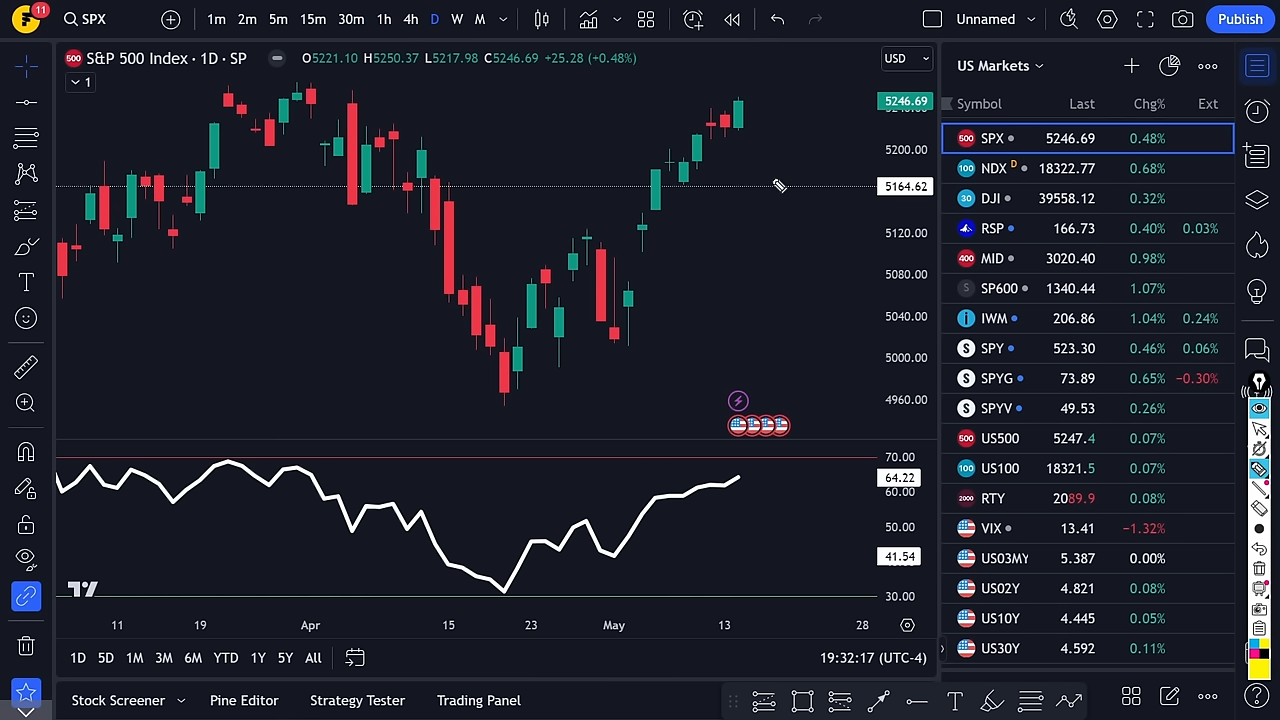 11
SPX
1m 2m 5m 15m 30m 1h 4h D W M
Unnamed
Publish
500 S&P 500 Index · 1D · SP
O5221.10 H5250.37 L5217.98 C5246.69 +25.28 (+0.48%)
USD
1
5246.69
5200.00
5164.62
5120.00
5080.00
5040.00
5000.00
4960.00
70.00
64.22
60.00
50.00
41.54
30.00
11 19 Apr 15 23 May 13 28
1D 5D 1M 3M 6M YTD 1Y 5Y All
19:32:17 (UTC-4)
Stock Screener Pine Editor Strategy Tester Trading Panel
US Markets
Symbol Last Chg% Ext
500 SPX 5246.69 0.48%
100 NDX D 18322.77 0.68%
30 DJI 39558.12 0.32%
RSP 166.73 0.40% 0.03%
400 MID 3020.40 0.98%
S SP600 1340.44 1.07%
IWM 206.86 1.04% 0.24%
S SPY 523.30 0.46% 0.06%
S SPYG 73.89 0.65% −0.30%
S SPYV 49.53 0.26%
500 US500 5247.4 0.07%
100 US100 18321.5 0.07%
2000 RTY 2089.9 0.08%
VIX 13.41 −1.32%
US03MY 5.387 0.00%
US02Y 4.821 0.08%
US10Y 4.445 0.05%
US30Y 4.592 0.11%